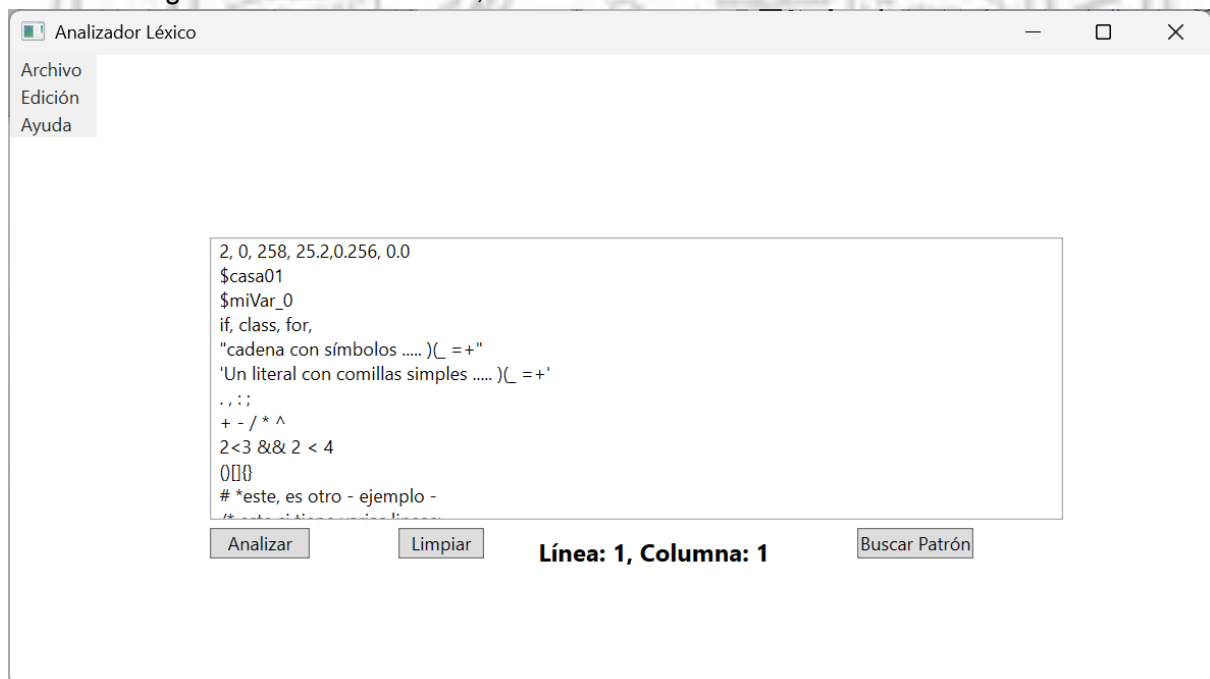 Analizador Léxico
Archivo
Edición
Ayuda
2, 0, 258, 25.2,0.256, 0.0
$casa01
$miVar_0
if, class, for,
"cadena con símbolos ..... )(_ =+"
'Un literal con comillas simples ..... )(_ =+'
. , : ;
+ - / * ^
2<3 && 2 < 4
()[]{}
# *este, es otro - ejemplo -
Analizar
Limpiar
Línea: 1, Columna: 1
Buscar Patrón